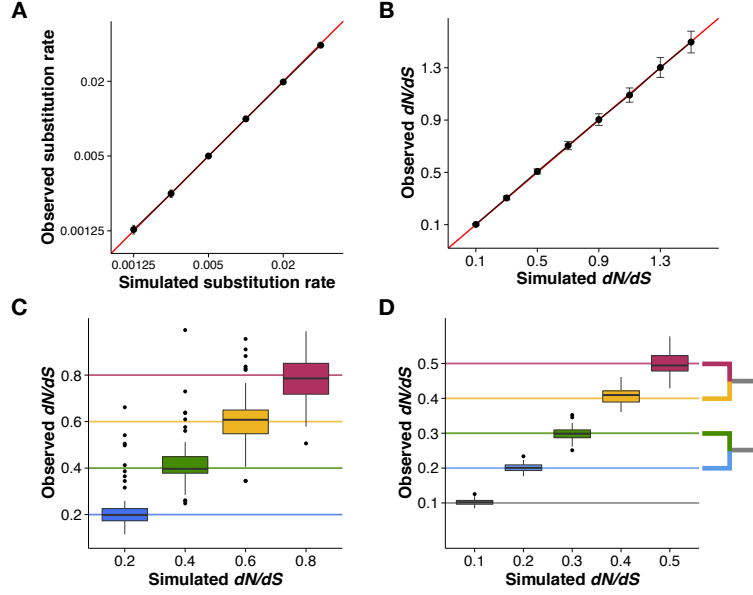 A
Observed substitution rate
0.02
0.005
0.00125
0.00125 0.005 0.02
Simulated substitution rate
B
Observed dN/dS
1.3
0.9
0.5
0.1
0.1 0.5 0.9 1.3
Simulated dN/dS
C
Observed dN/dS
0.8
0.6
0.4
0.2
0.2 0.4 0.6 0.8
Simulated dN/dS
D
Observed dN/dS
0.5
0.4
0.3
0.2
0.1
0.1 0.2 0.3 0.4 0.5
Simulated dN/dS